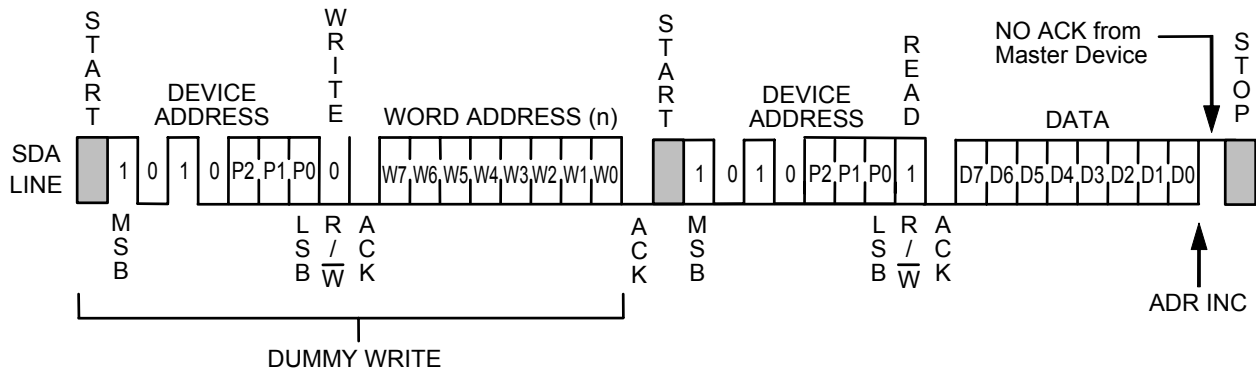 START
WRITE
START
READ
NO ACK from
Master Device
STOP
DEVICE
ADDRESS
WORD ADDRESS (n)
DEVICE
ADDRESS
DATA
SDA
LINE
1 0 1 0 P2 P1 P0 0 W7 W6 W5 W4 W3 W2 W1 W0 1 0 1 0 P2 P1 P0 1 D7 D6 D5 D4 D3 D2 D1 D0
MSB
LSB
R/W
ACK
ACK
MSB
LSB
R/W
ACK
ADR INC
DUMMY WRITE